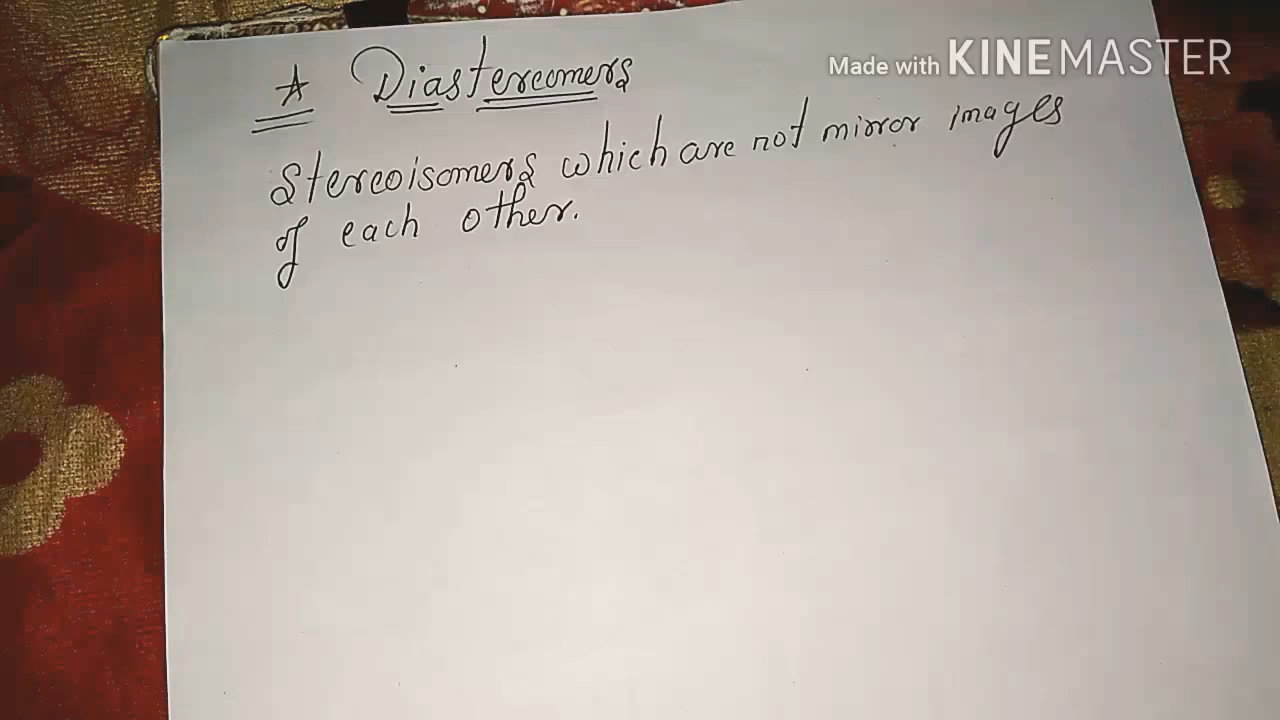 Made with KINEMASTER
☆ Diastereomers
Stereoisomers which are not mirror images
of each other.